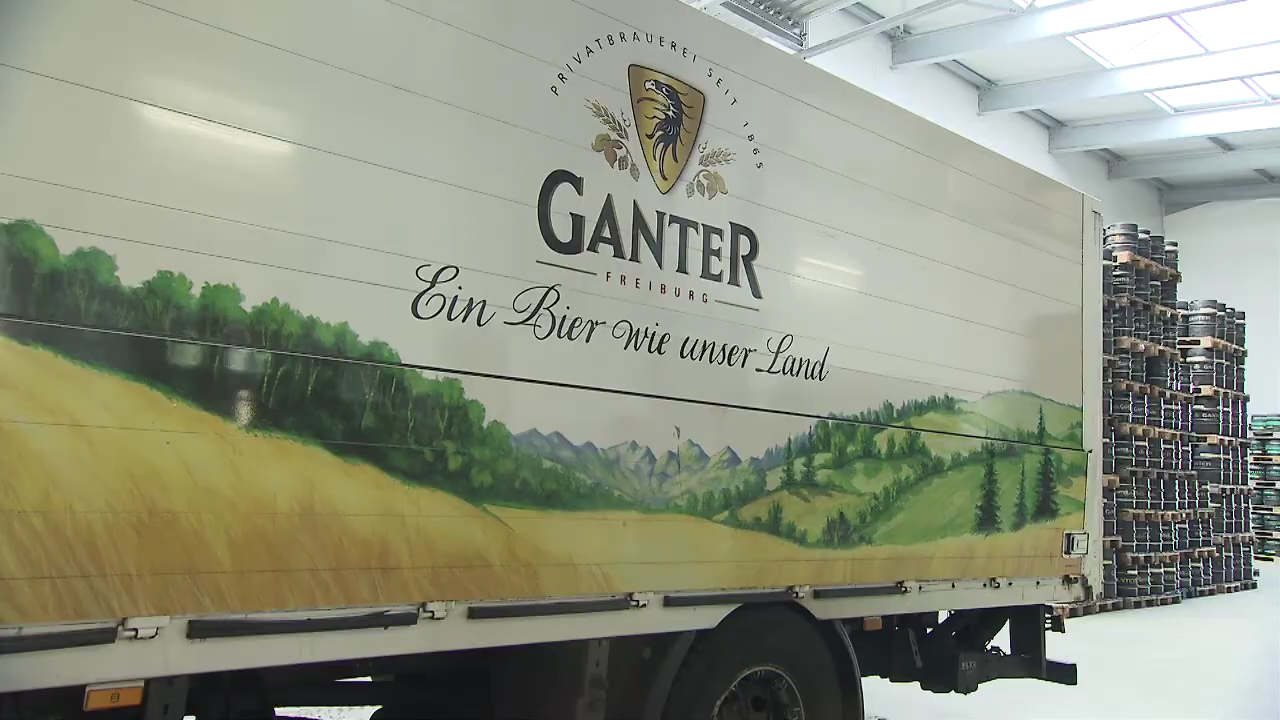 PRIVATBRAUEREI SEIT 1865
GANTER
FREIBURG
Ein Bier wie unser Land